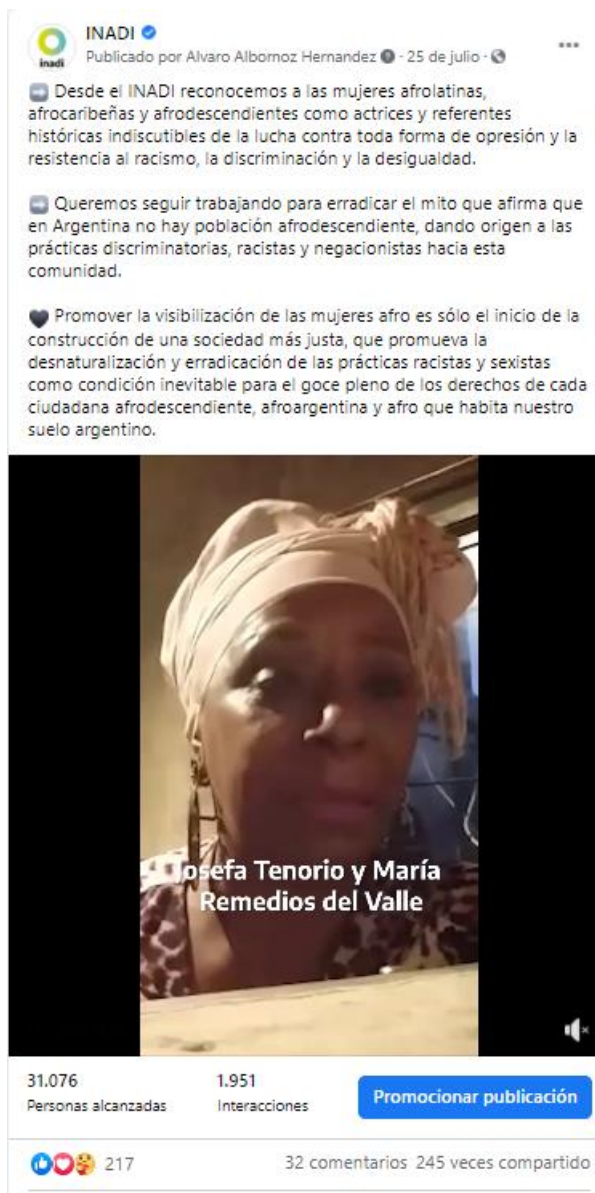 INADI
Publicado por Alvaro Albornoz Hernandez · 25 de julio ·
inadi
Desde el INADI reconocemos a las mujeres afrolatinas,
afrocaribeñas y afrodescendientes como actrices y referentes
históricas indiscutibles de la lucha contra toda forma de opresión y la
resistencia al racismo, la discriminación y la desigualdad.
Queremos seguir trabajando para erradicar el mito que afirma que
en Argentina no hay población afrodescendiente, dando origen a las
prácticas discriminatorias, racistas y negacionistas hacia esta
comunidad.
Promover la visibilización de las mujeres afro es sólo el inicio de la
construcción de una sociedad más justa, que promueva la
desnaturalización y erradicación de las prácticas racistas y sexistas
como condición inevitable para el goce pleno de los derechos de cada
ciudadana afrodescendiente, afroargentina y afro que habita nuestro
suelo argentino.
Josefa Tenorio y María
Remedios del Valle
31.076 1.951
Personas alcanzadas Interacciones Promocionar publicación
217 32 comentarios 245 veces compartido